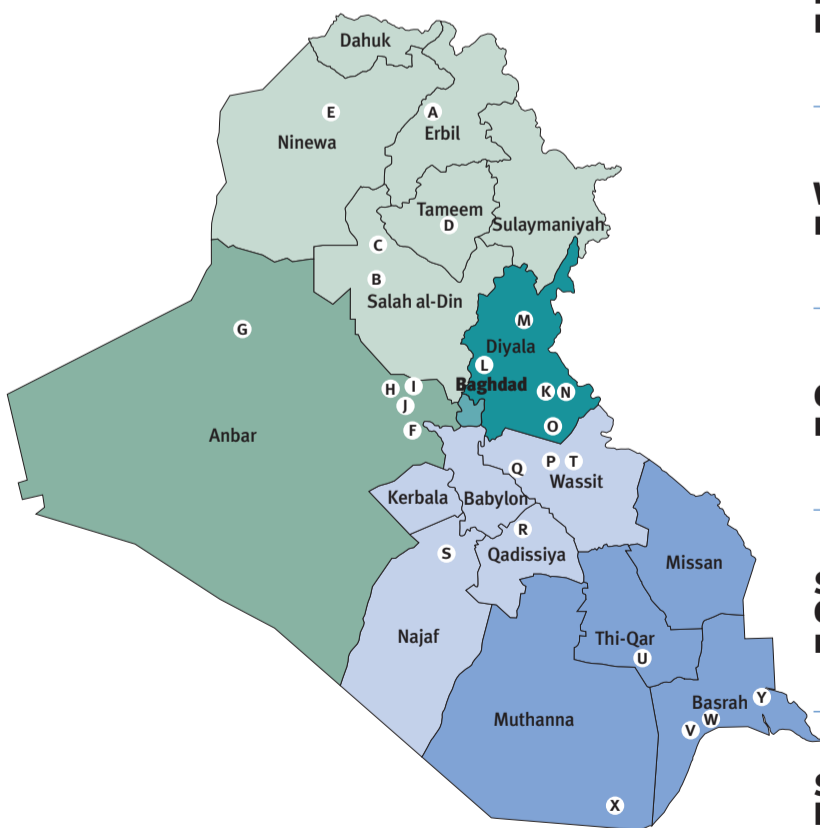 Dahuk
E
A
Ninewa
Erbil
Tameem
D
Sulaymaniyah
C
B
Salah al-Din
G
M
Diyala
L
Baghdad
H
I
K
N
J
F
O
Anbar
Q
P
T
Wassit
Kerbala
Babylon
R
S
Qadissiya
Missan
Najaf
Thi-Qar
U
Muthanna
Basrah
Y
W
V
X